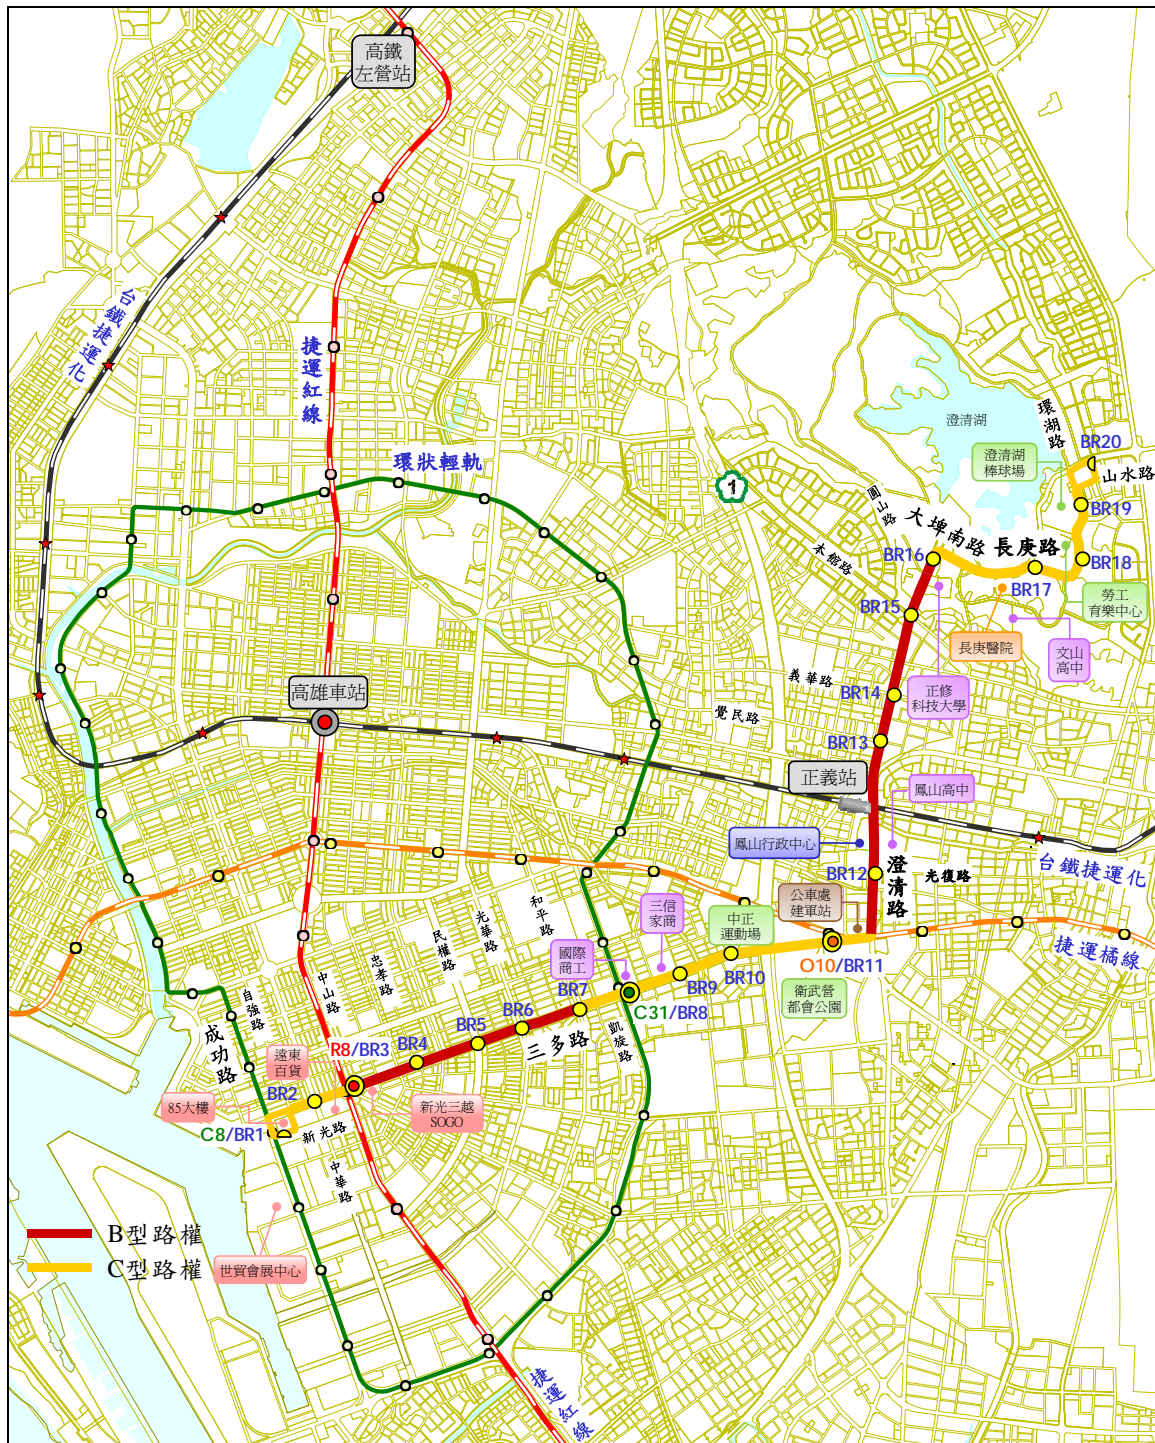 高鐵
左營站
台鐵捷運化
捷運紅線
環狀輕軌
1
澄清湖
環湖路
BR20
澄清湖
棒球場
山水路
圓山路
大埤南路
長庚路
BR19
本館路
BR16
BR17
BR18
BR15
勞工
育樂中心
長庚醫院
文山
高中
高雄車站
義華路
BR14
正修
科技大學
覺民路
BR13
正義站
鳳山高中
鳳山行政中心
台鐵捷運化
BR12
澄清路
光復路
公車處
建軍站
三信
家商
中正
運動場
和平路
光華路
民權路
忠孝路
中山路
國際
商工
O10/BR11
捷運橘線
BR10
BR9
衛武營
都會公園
自強路
成功路
BR7
C31/BR8
BR6
BR5
三多路
凱旋路
遠東
百貨
R8/BR3
BR4
BR2
85大樓
新光三越
SOGO
C8/BR1
新光路
中華路
B型路權
C型路權
世貿會展中心
捷運紅線